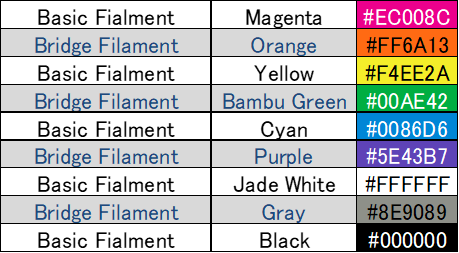 Basic Fialment Magenta #EC008C
Bridge Filament Orange #FF6A13
Basic Fialment Yellow #F4EE2A
Bridge Filament Bambu Green #00AE42
Basic Fialment Cyan #0086D6
Bridge Filament Purple #5E43B7
Basic Fialment Jade White #FFFFFF
Bridge Filament Gray #8E9089
Basic Fialment Black #000000